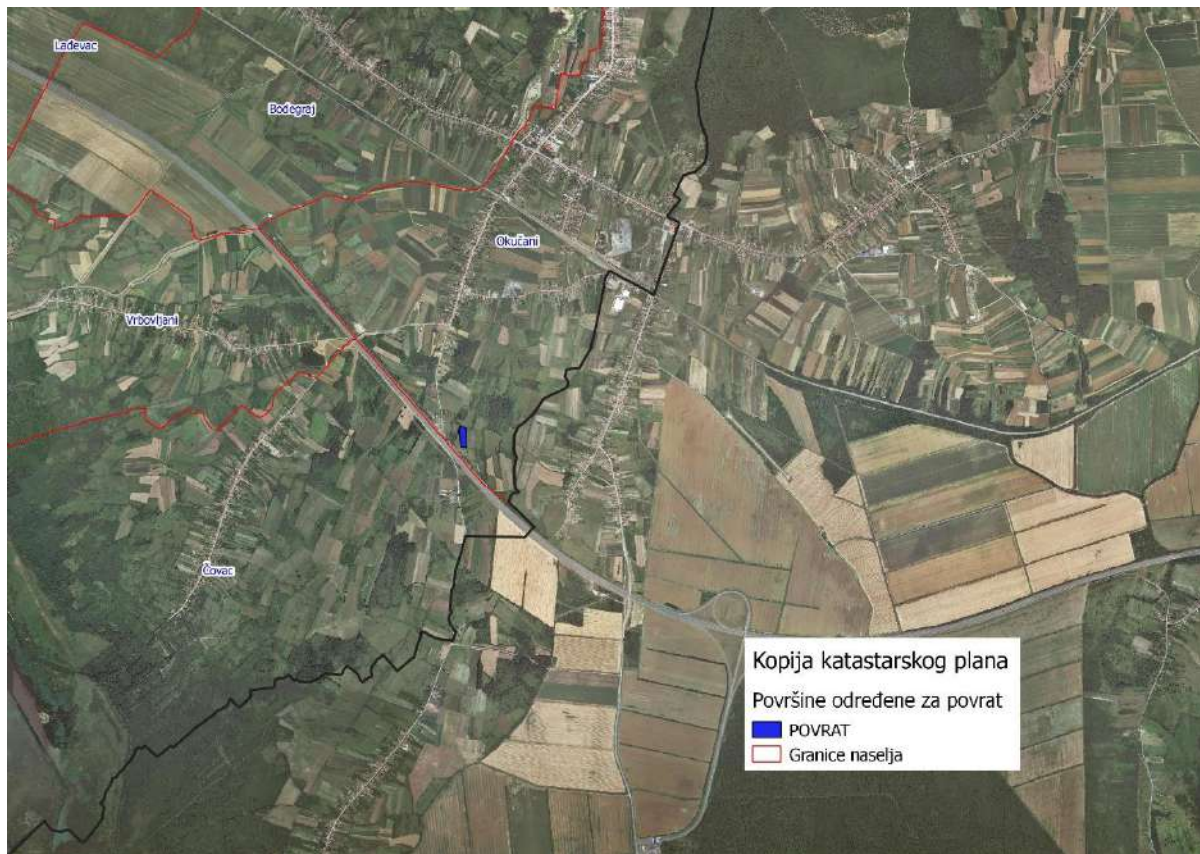 Lađevac
Bodegraj
Okučani
Vrbovljani
Čovac
Kopija katastarskog plana
Površine određene za povrat
POVRAT
Granice naselja